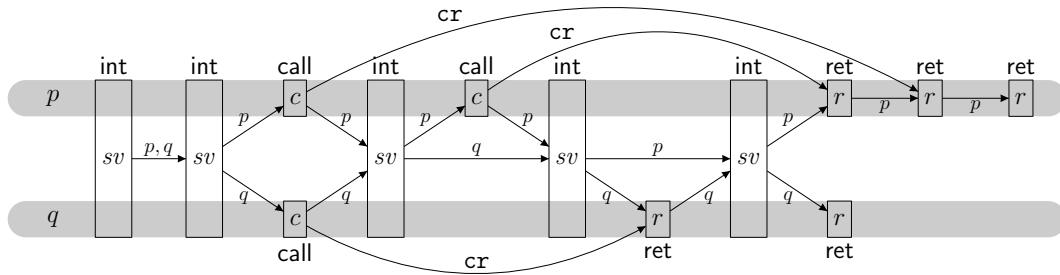 cr
cr
int int call int call int int ret ret ret
p c c r p r p r
p p p p p
sv p, q sv sv q sv p sv
q q q q q
q c r r
call cr ret ret